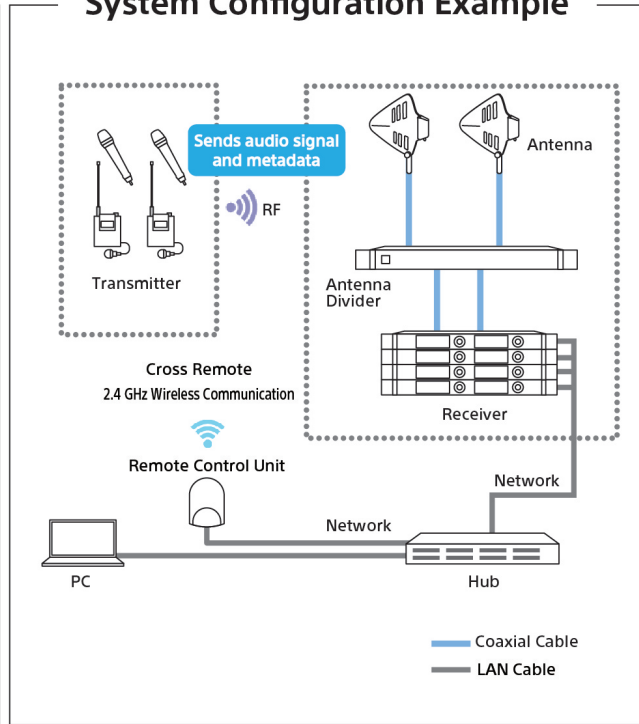 System Configuration Example
Sends audio signal
and metadata
Antenna
RF
Transmitter
Antenna
Divider
Cross Remote
2.4 GHz Wireless Communication
Receiver
Remote Control Unit
Network
Network
PC
Hub
Coaxial Cable
LAN Cable